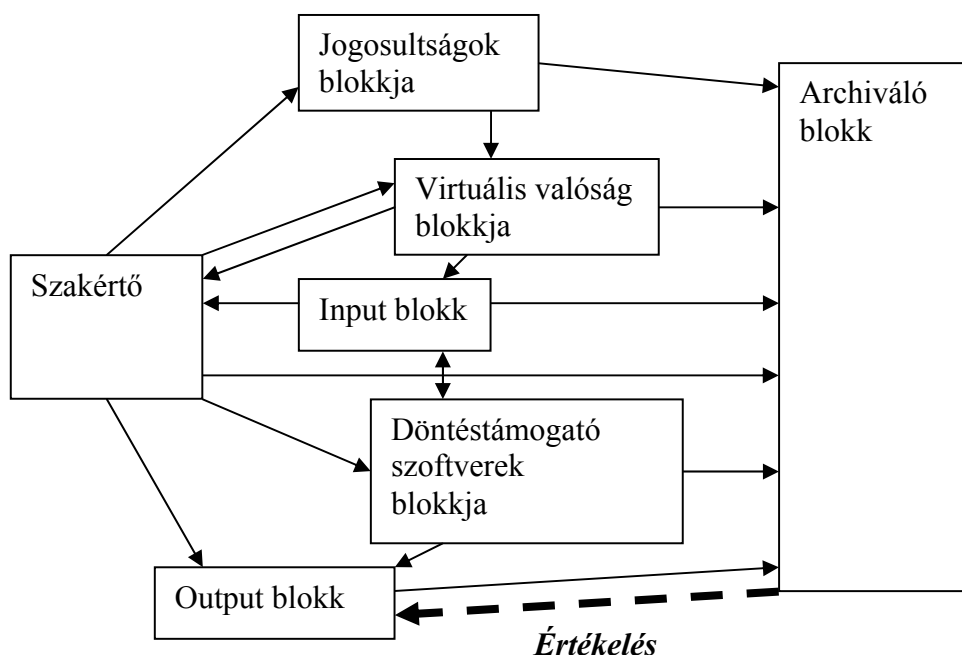 Jogosultságok
blokkja
Archiváló
blokk
Virtuális valóság
blokkja
Szakértő
Input blokk
Döntéstámogató
szoftverek
blokkja
Output blokk
Értékelés